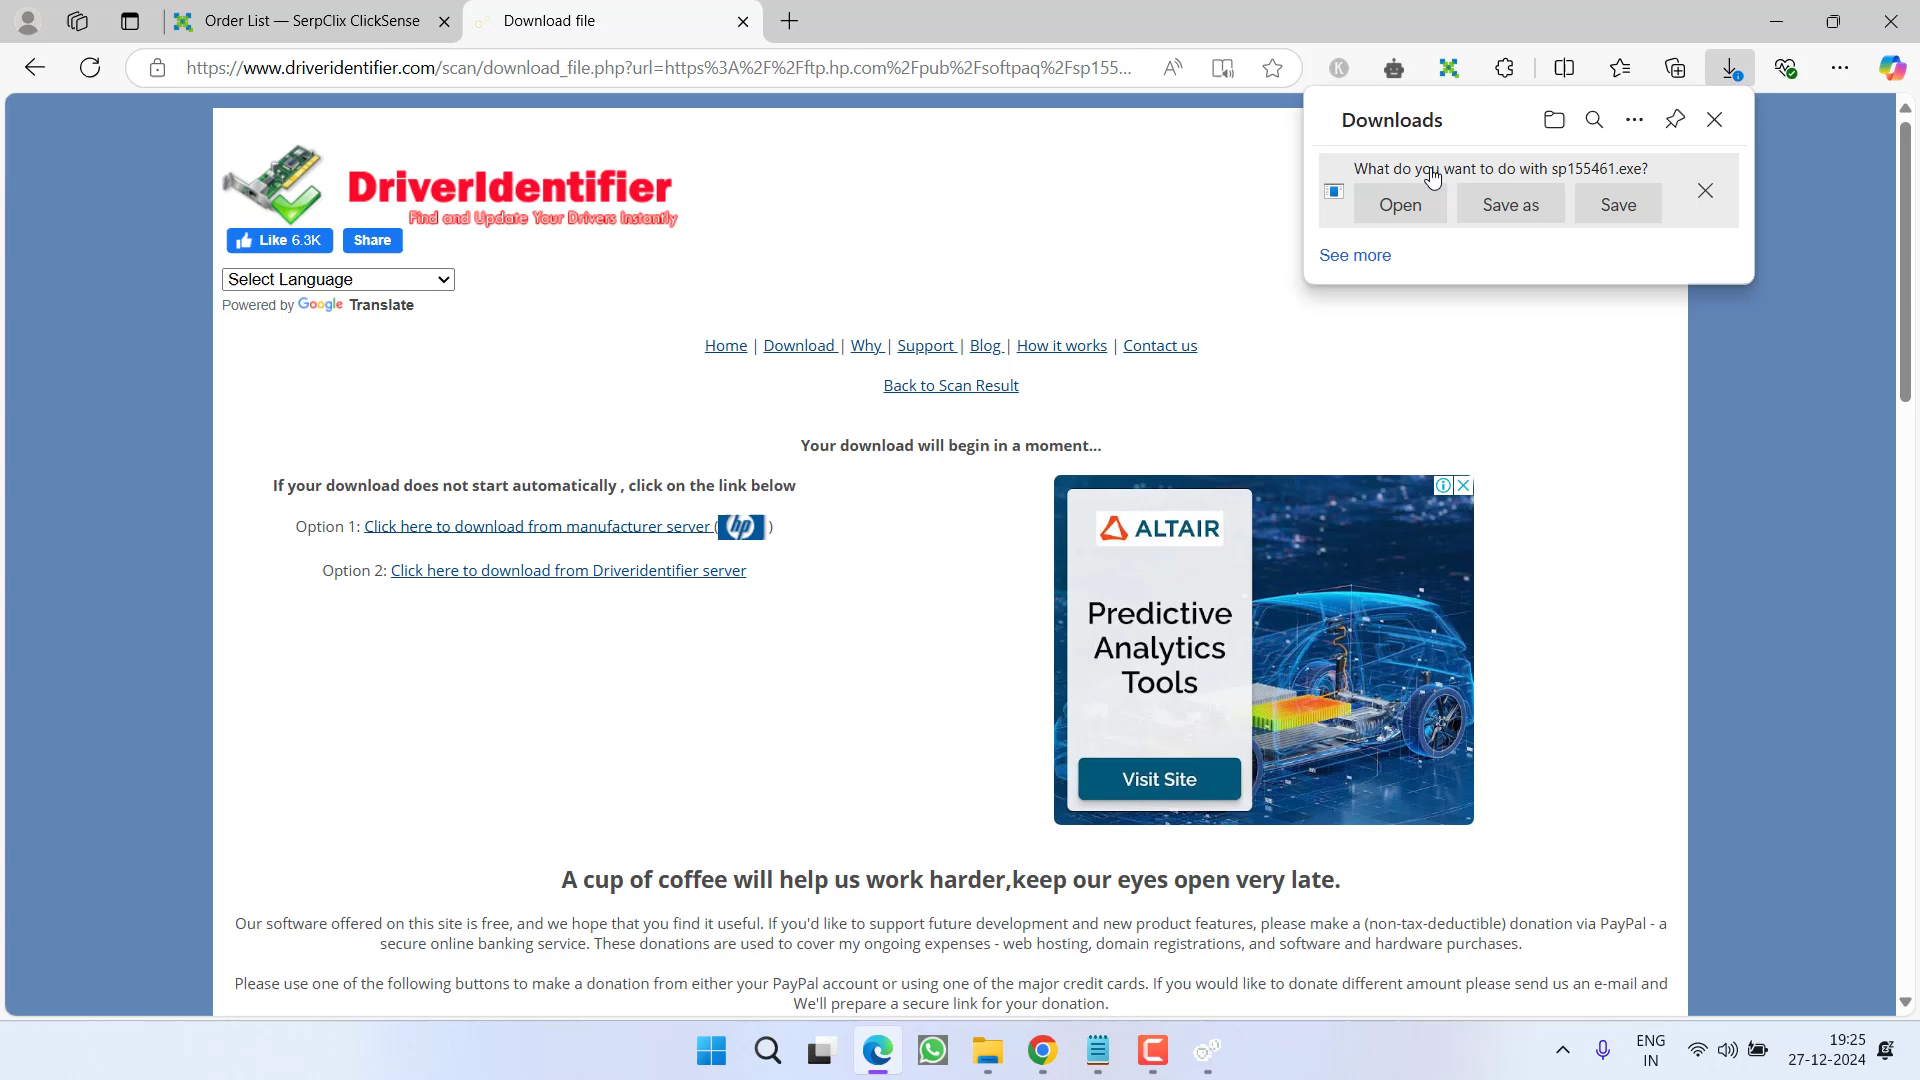 Order List — SerpClix ClickSense
Download file
https://www.driveridentifier.com/scan/download_file.php?url=https%3A%2F%2Fftp.hp.com%2Fpub%2Fsoftpaq%2Fsp155...
Downloads
What do you want to do with sp155461.exe?
Open Save as Save
See more
DriverIdentifier
Find and Update Your Drivers Instantly
Like 6.3K Share
Select Language
Powered by Google Translate
Home | Download | Why | Support | Blog | How it works | Contact us
Back to Scan Result
Your download will begin in a moment...
If your download does not start automatically , click on the link below
Option 1: Click here to download from manufacturer server ( hp )
Option 2: Click here to download from Driveridentifier server
ALTAIR
Predictive
Analytics
Tools
Visit Site
A cup of coffee will help us work harder,keep our eyes open very late.
Our software offered on this site is free, and we hope that you find it useful. If you'd like to support future development and new product features, please make a (non-tax-deductible) donation via PayPal - a
secure online banking service. These donations are used to cover my ongoing expenses - web hosting, domain registrations, and software and hardware purchases.
Please use one of the following buttons to make a donation from either your PayPal account or using one of the major credit cards. If you would like to donate different amount please send us an e-mail and
We'll prepare a secure link for your donation.
ENG
IN
19:25
27-12-2024